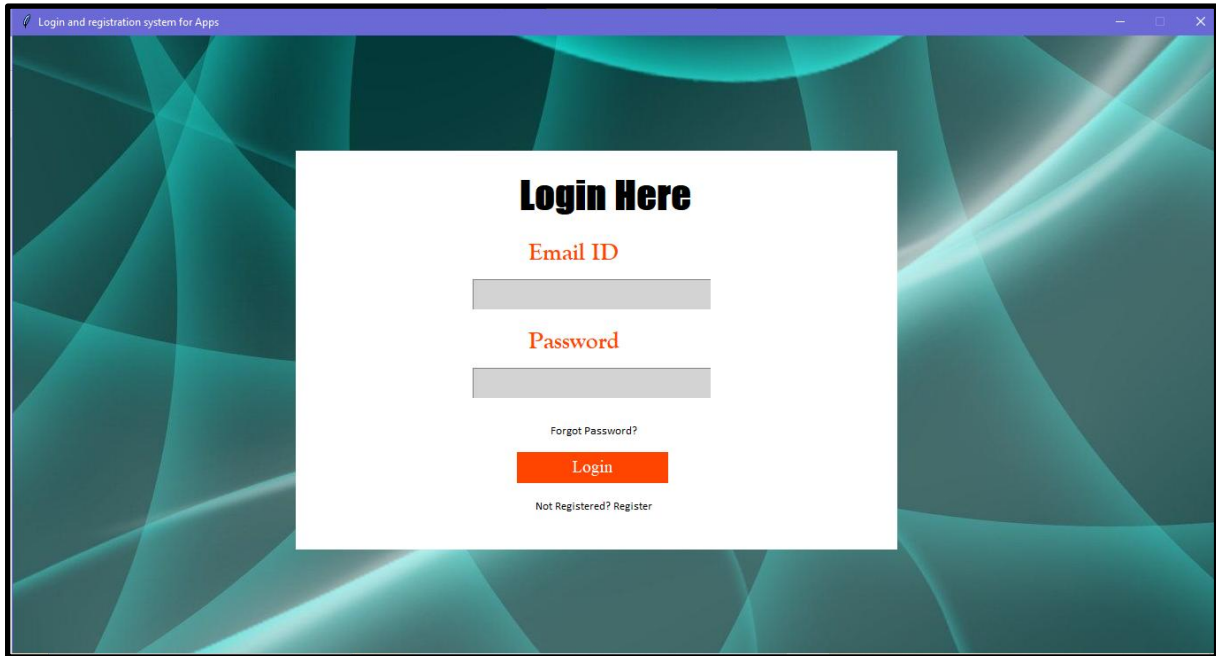 Login and registration system for Apps
Login Here
Email ID
Password
Forgot Password?
Login
Not Registered? Register